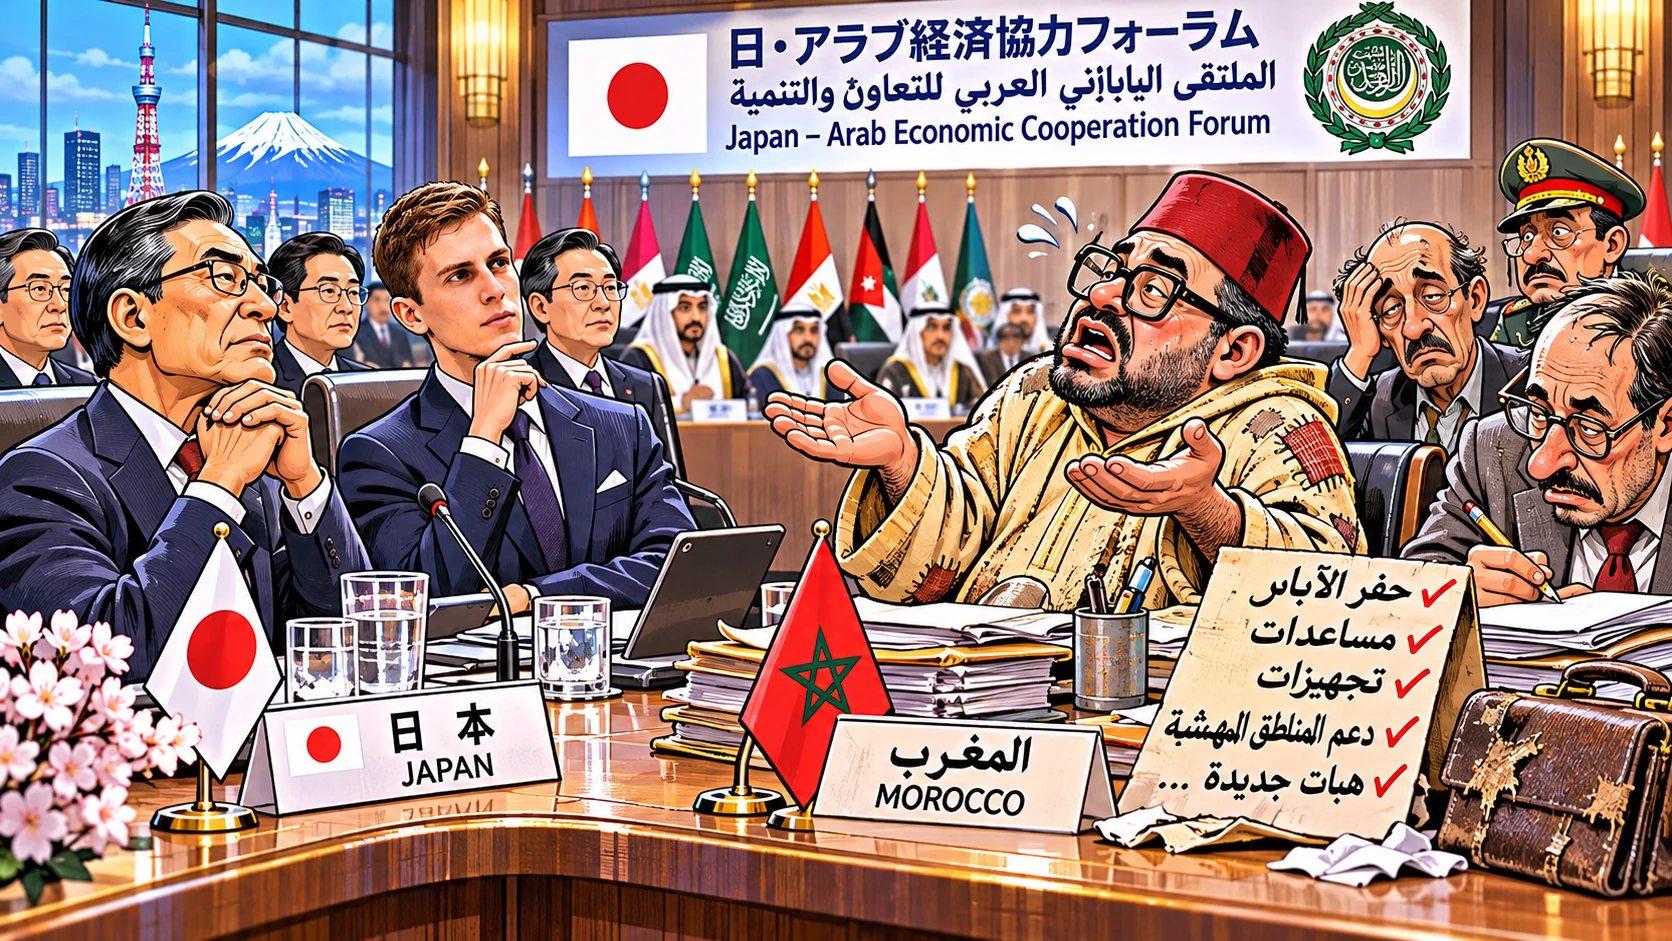 日・アラブ経済協力フォーラム
الملتقى الياباني العربي للتعاون والتنمية
Japan – Arab Economic Cooperation Forum
日本
JAPAN
المغرب
MOROCCO
حفر الآبار ✓
مساعدات ✓
تجهيزات ✓
دعم المناطق المهشبة ✓
هبات جديدة ... ✓